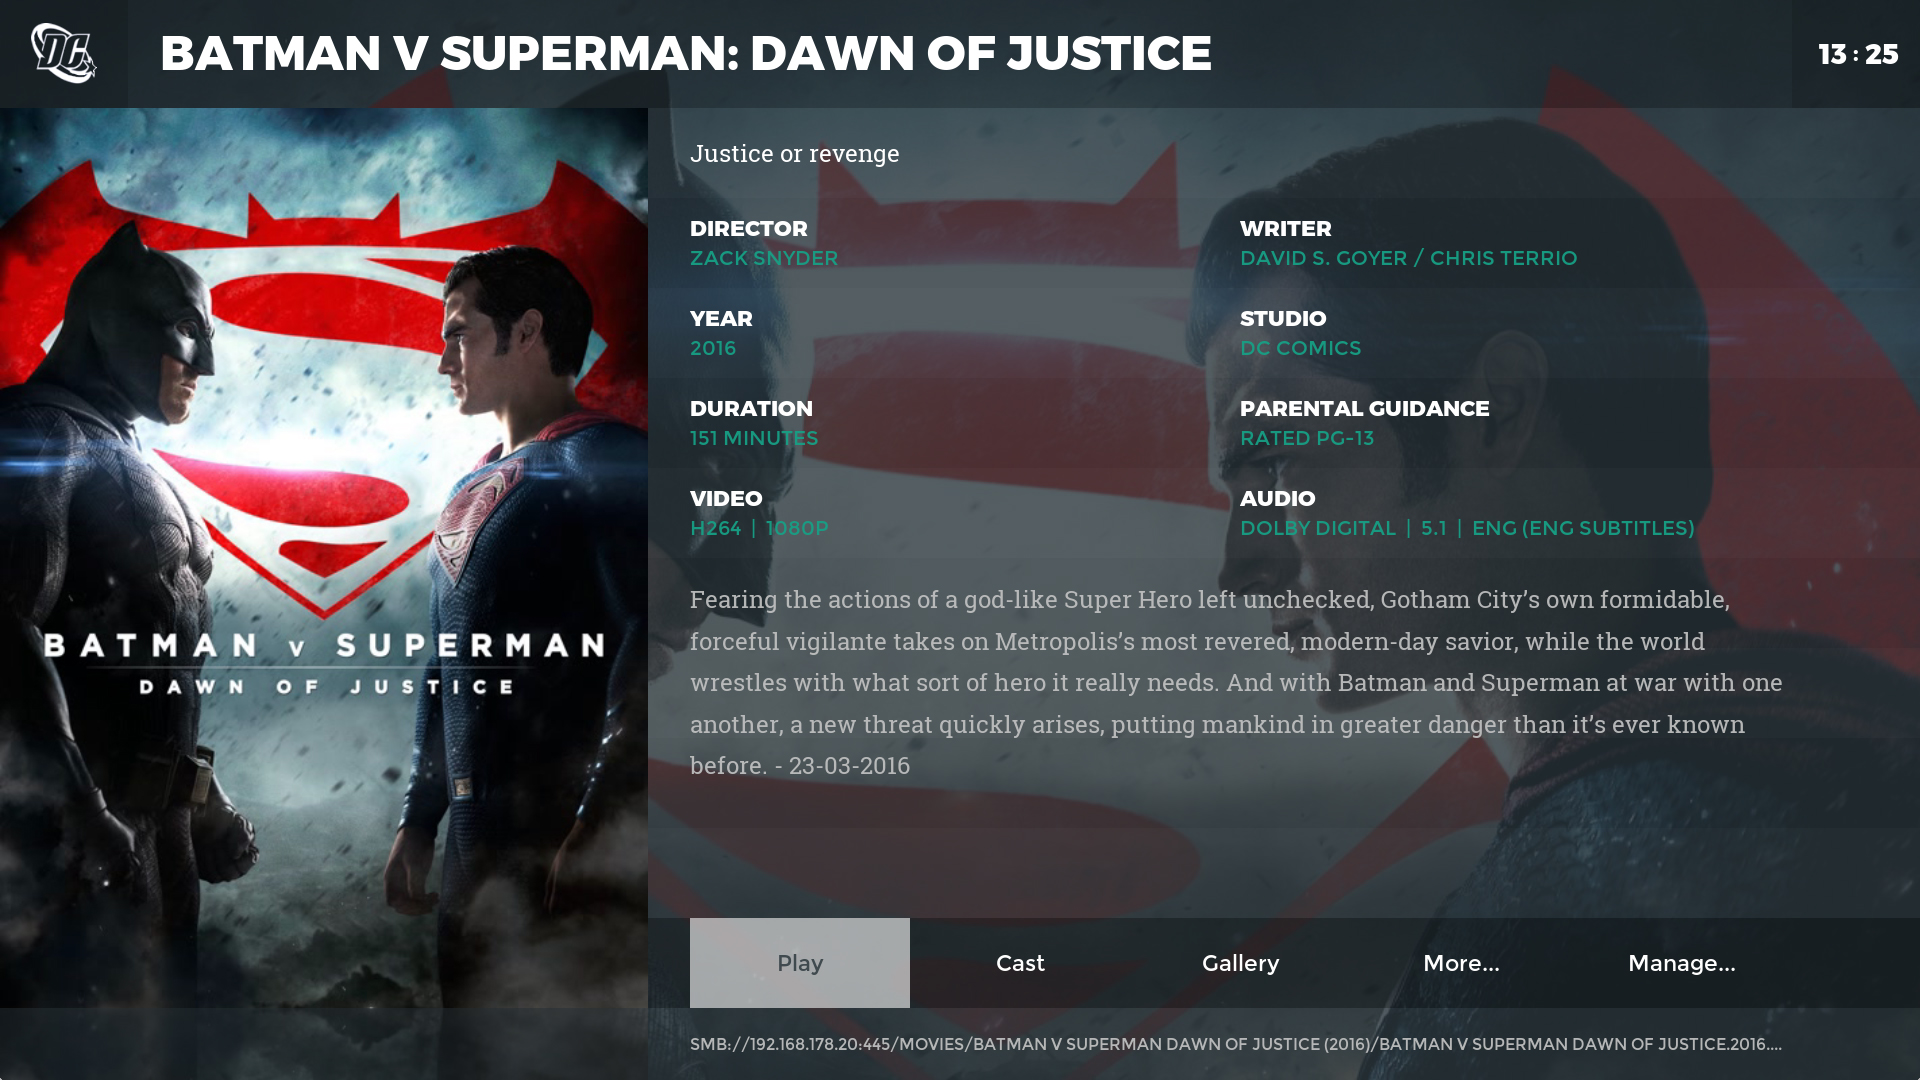 DC
BATMAN V SUPERMAN: DAWN OF JUSTICE
13 : 25
BATMAN v SUPERMAN
DAWN OF JUSTICE
Justice or revenge
DIRECTOR
ZACK SNYDER
WRITER
DAVID S. GOYER / CHRIS TERRIO
YEAR
2016
STUDIO
DC COMICS
DURATION
151 MINUTES
PARENTAL GUIDANCE
RATED PG-13
VIDEO
H264 | 1080P
AUDIO
DOLBY DIGITAL | 5.1 | ENG (ENG SUBTITLES)
Fearing the actions of a god-like Super Hero left unchecked, Gotham City’s own formidable,
forceful vigilante takes on Metropolis’s most revered, modern-day savior, while the world
wrestles with what sort of hero it really needs. And with Batman and Superman at war with one
another, a new threat quickly arises, putting mankind in greater danger than it’s ever known
before. - 23-03-2016
Play
Cast
Gallery
More...
Manage...
SMB://192.168.178.20:445/MOVIES/BATMAN V SUPERMAN DAWN OF JUSTICE (2016)/BATMAN V SUPERMAN DAWN OF JUSTICE.2016....